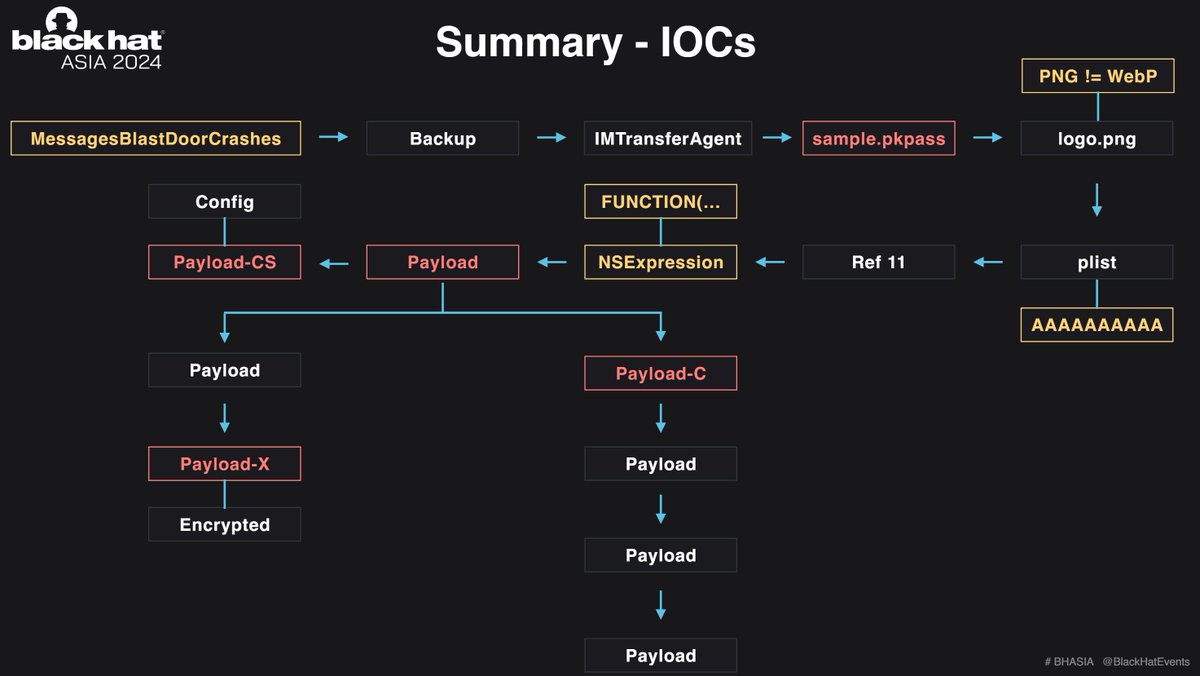 black hat
ASIA 2024
Summary - IOCs
PNG != WebP
MessagesBlastDoorCrashes
Backup
IMTransferAgent
sample.pkpass
logo.png
Config
FUNCTION(...
Payload-CS
Payload
NSExpression
Ref 11
plist
AAAAAAAAAA
Payload
Payload-C
Payload-X
Payload
Encrypted
Payload
Payload
# BHASIA @BlackHatEvents